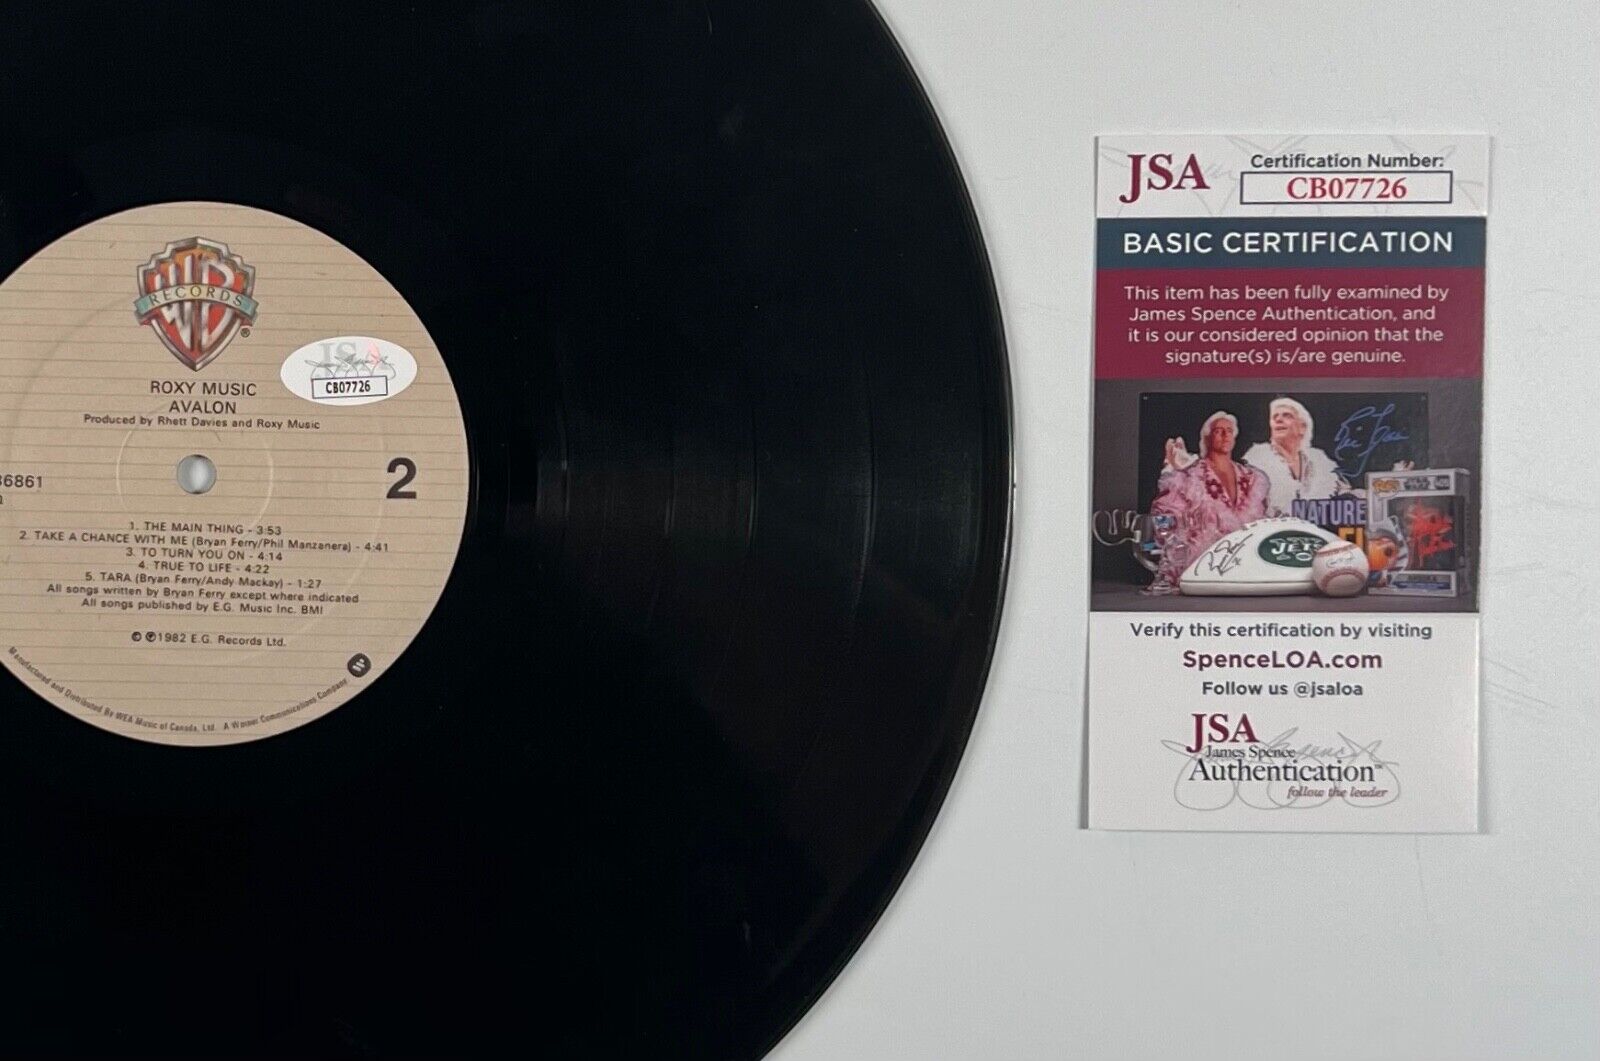 WB
RECORDS
®
JSA
CB07726
ROXY MUSIC
AVALON
Produced by Rhett Davies and Roxy Music
36861
2
1. THE MAIN THING - 3:53
2. TAKE A CHANCE WITH ME (Bryan Ferry/Phil Manzanera) - 4:41
3. TO TURN YOU ON - 4:14
4. TRUE TO LIFE - 4:22
5. TARA (Bryan Ferry/Andy Mackay) - 1:27
All songs written by Bryan Ferry except where indicated
All songs published by E.G. Music Inc. BMI
© ℗1982 E.G. Records Ltd.
Manufactured and Distributed By WEA Music of Canada, Ltd. A Warner Communications Company
JSA
Certification Number:
CB07726
BASIC CERTIFICATION
This item has been fully examined by
James Spence Authentication, and
it is our considered opinion that the
signature(s) is/are genuine.
NATURE
JETS
POP!
STAR WARS
Verify this certification by visiting
SpenceLOA.com
Follow us @jsaloa
JSA
James Spence
Authentication™
follow the leader